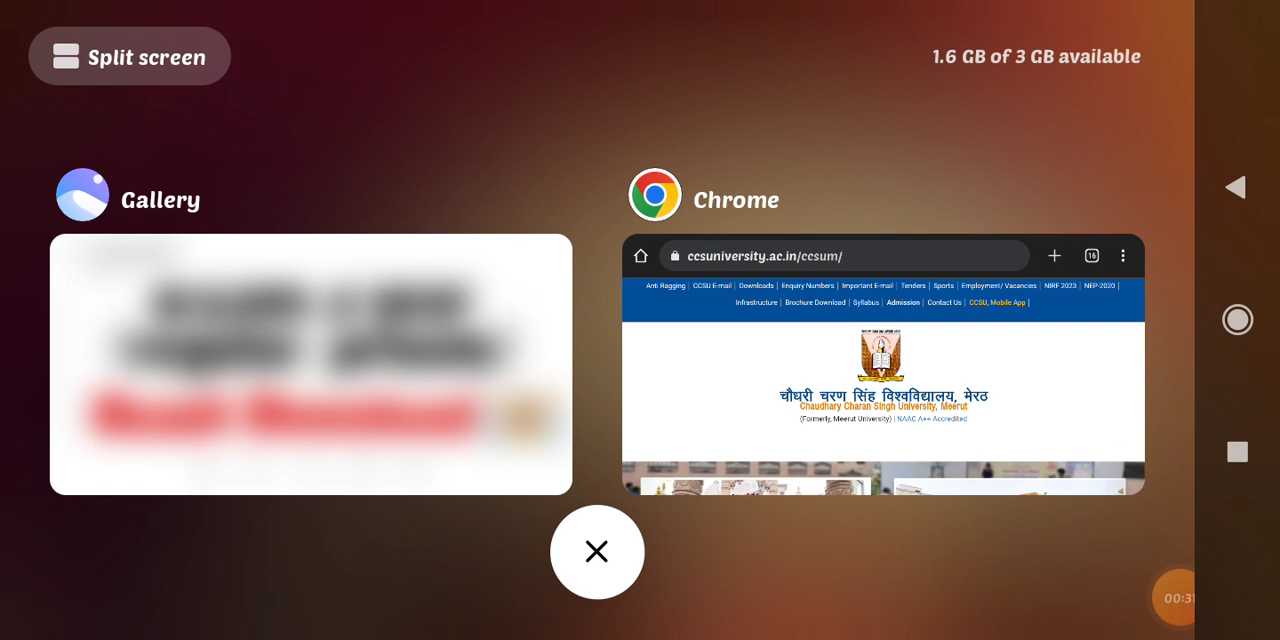 Split screen
1.6 GB of 3 GB available
Gallery
Chrome
ccsuniversity.ac.in/ccsum/
16
Anti Ragging | CCSU E-mail | Downloads | Enquiry Numbers | Important E-mail | Tenders | Sports | Employment/ Vacancies | NIRF 2023 | NEP-2020 |
Infrastructure | Brochure Download | Syllabus | Admission | Contact Us | CCSU, Mobile App |
चौधरी चरण सिंह विश्वविद्यालय, मेरठ
Chaudhary Charan Singh University, Meerut
(Formerly, Meerut University) | NAAC A++ Accredited
00:31